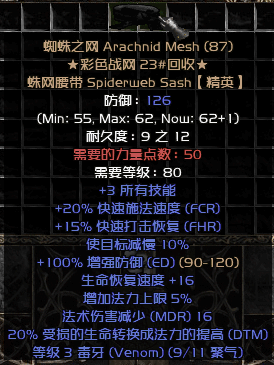 蜘蛛之网 Arachnid Mesh (87)
★彩色战网 23#回收★
蛛网腰带 Spiderweb Sash【精英】
防御: 126
(Min: 55, Max: 62, Now: 62+1)
耐久度: 9 之 12
需要的力量点数: 50
需要等级: 80
+3 所有技能
+20% 快速施法速度 (FCR)
+15% 快速打击恢复 (FHR)
使目标减慢 10%
+100% 增强防御 (ED) (90-120)
生命恢复速度 +16
增加法力上限 5%
法术伤害减少 (MDR) 16
20% 受损的生命转换成法力的提高 (DTM)
等级 3 毒牙 (Venom) (9/11 聚气)